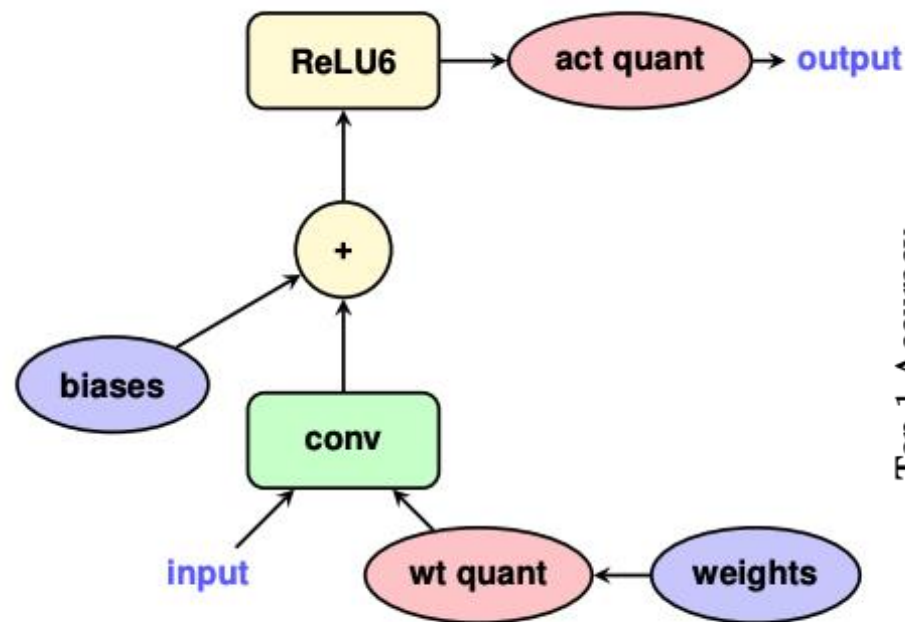 ReLU6
act quant
output
+
biases
conv
input
wt quant
weights